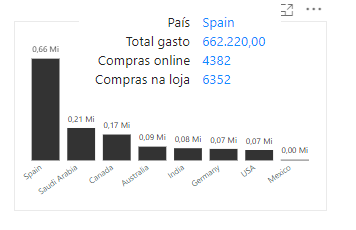 País Spain
Total gasto 662.220,00
Compras online 4382
Compras na loja 6352
0,66 Mi
0,21 Mi
0,17 Mi
0,09 Mi
0,08 Mi
0,07 Mi
0,07 Mi
0,00 Mi
Spain
Saudi Arabia
Canada
Australia
India
Germany
USA
Mexico